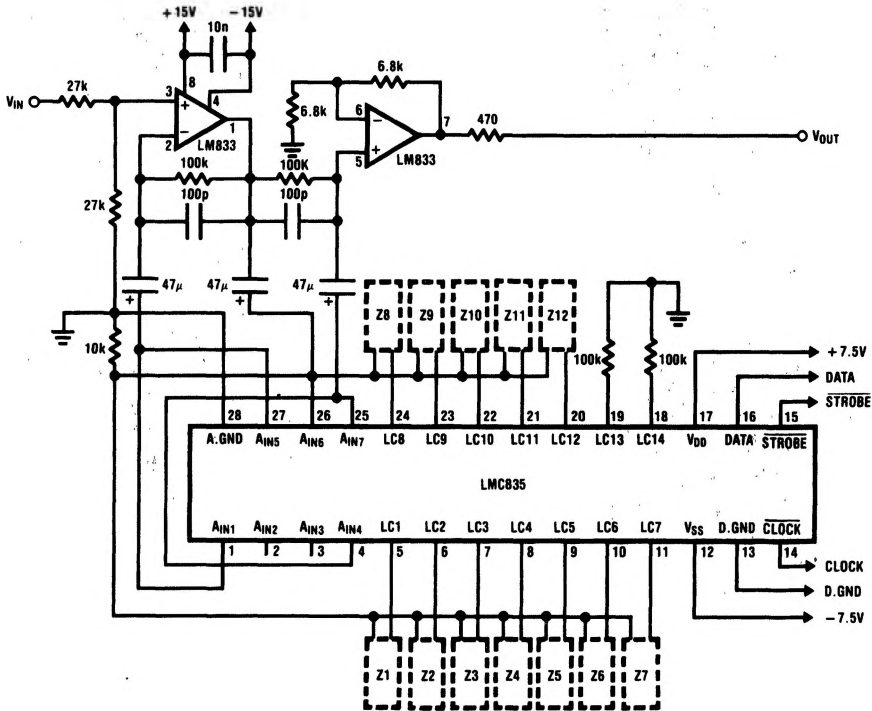 +15V −15V
10n
8
4
27k
VIN
3
+
−
2
1
LM833
6.8k
6.8k
6
−
7
+
5
LM833
470
VOUT
100k
100K
100p
100p
27k
47μ
+
47μ
+
47μ
+
10k
Z8 Z9 Z10 Z11 Z12
100k
100k
+7.5V
DATA
STROBE
28 27 26 25 24 23 22 21 20 19 18 17 16 15
A.GND AIN5 AIN6 AIN7 LC8 LC9 LC10 LC11 LC12 LC13 LC14 VDD DATA STROBE
LMC835
AIN1 AIN2 AIN3 AIN4 LC1 LC2 LC3 LC4 LC5 LC6 LC7 VSS D.GND CLOCK
1 2 3 4 5 6 7 8 9 10 11 12 13 14
CLOCK
D.GND
−7.5V
Z1 Z2 Z3 Z4 Z5 Z6 Z7